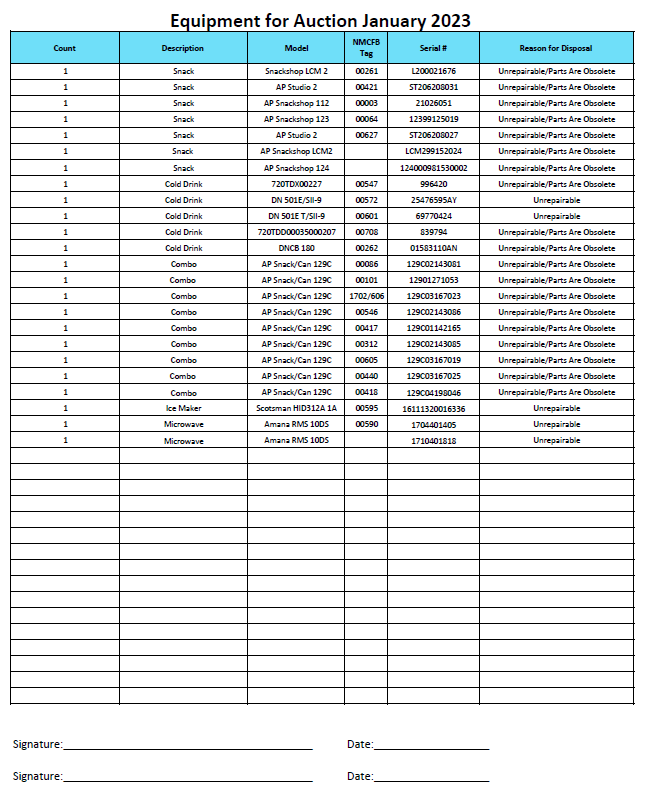 Equipment for Auction January 2023
Count Description Model NMCFB Tag Serial # Reason for Disposal
1 Snack Snackshop LCM 2 00261 L200021676 Unrepairable/Parts Are Obsolete
1 Snack AP Studio 2 00421 ST206208031 Unrepairable/Parts Are Obsolete
1 Snack AP Snackshop 112 00003 21026051 Unrepairable/Parts Are Obsolete
1 Snack AP Snackshop 123 00064 12399125019 Unrepairable/Parts Are Obsolete
1 Snack AP Studio 2 00627 ST206208027 Unrepairable/Parts Are Obsolete
1 Snack AP Snackshop LCM2 LCM299152024 Unrepairable/Parts Are Obsolete
1 Snack AP Snackshop 124 124000981530002 Unrepairable/Parts Are Obsolete
1 Cold Drink 720TDX00227 00547 996420 Unrepairable/Parts Are Obsolete
1 Cold Drink DN 501E/SII-9 00572 25476595AY Unrepairable
1 Cold Drink DN 501E T/SII-9 00601 69770424 Unrepairable
1 Cold Drink 720TDD00035000207 00708 839794 Unrepairable/Parts Are Obsolete
1 Cold Drink DNCB 180 00262 01583110AN Unrepairable/Parts Are Obsolete
1 Combo AP Snack/Can 129C 00086 129C02143081 Unrepairable/Parts Are Obsolete
1 Combo AP Snack/Can 129C 00101 12901271053 Unrepairable/Parts Are Obsolete
1 Combo AP Snack/Can 129C 1702/606 129C03167023 Unrepairable/Parts Are Obsolete
1 Combo AP Snack/Can 129C 00546 129C02143086 Unrepairable/Parts Are Obsolete
1 Combo AP Snack/Can 129C 00417 129C01142165 Unrepairable/Parts Are Obsolete
1 Combo AP Snack/Can 129C 00312 129C02143085 Unrepairable/Parts Are Obsolete
1 Combo AP Snack/Can 129C 00605 129C03167019 Unrepairable/Parts Are Obsolete
1 Combo AP Snack/Can 129C 00440 129C03167025 Unrepairable/Parts Are Obsolete
1 Combo AP Snack/Can 129C 00418 129C04198046 Unrepairable/Parts Are Obsolete
1 Ice Maker Scotsman HID312A 1A 00595 16111320016336 Unrepairable
1 Microwave Amana RMS 10DS 00590 1704401405 Unrepairable
1 Microwave Amana RMS 10DS 1710401818 Unrepairable
Signature: Date:
Signature: Date: